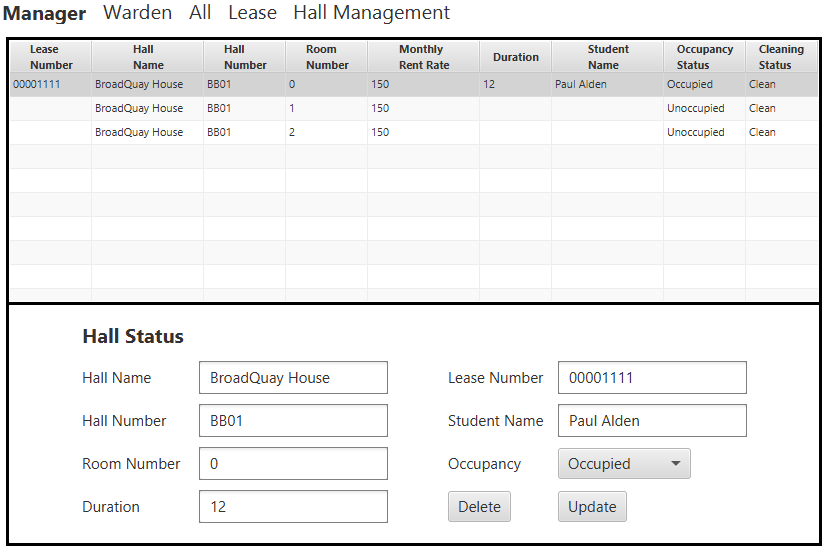 Manager Warden All Lease Hall Management
Lease Number Hall Name Hall Number Room Number Monthly Rent Rate Duration Student Name Occupancy Status Cleaning Status
00001111 BroadQuay House BB01 0 150 12 Paul Alden Occupied Clean
BroadQuay House BB01 1 150 Unoccupied Clean
BroadQuay House BB01 2 150 Unoccupied Clean
Hall Status
Hall Name BroadQuay House Lease Number 00001111
Hall Number BB01 Student Name Paul Alden
Room Number 0 Occupancy Occupied
Duration 12 Delete Update